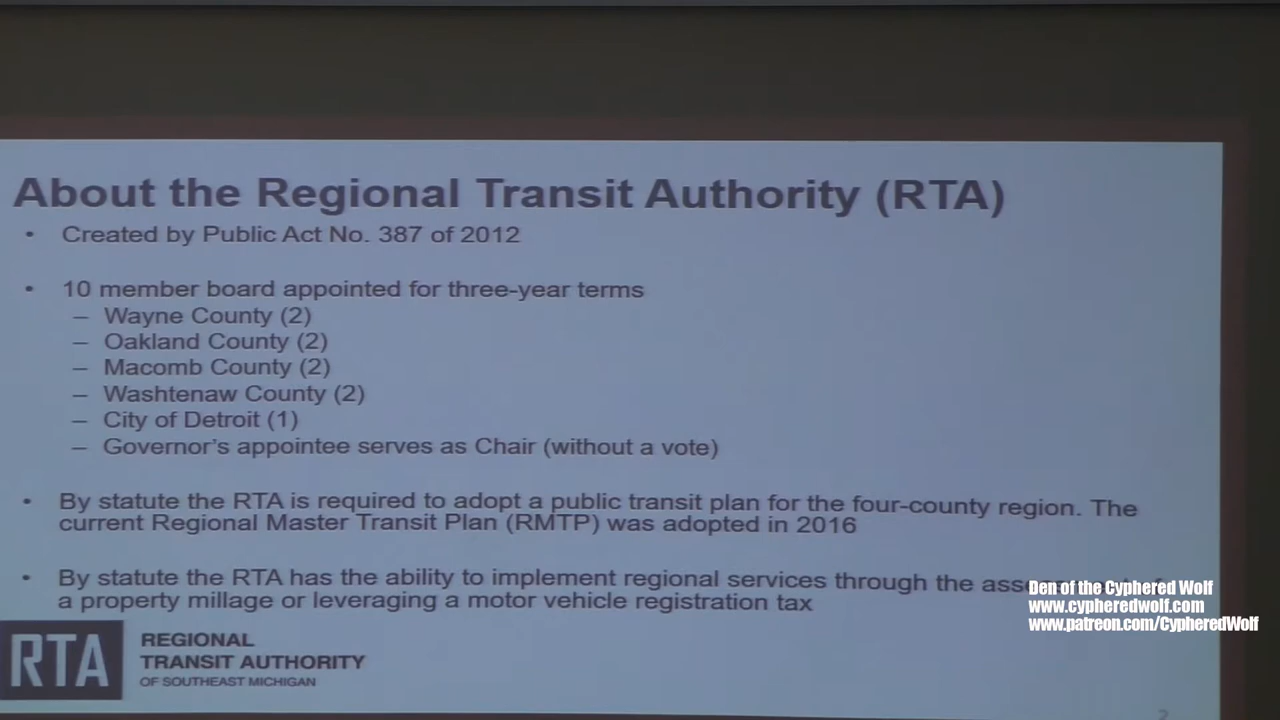 About the Regional Transit Authority (RTA)
• Created by Public Act No. 387 of 2012
• 10 member board appointed for three-year terms
– Wayne County (2)
– Oakland County (2)
– Macomb County (2)
– Washtenaw County (2)
– City of Detroit (1)
– Governor's appointee serves as Chair (without a vote)
• By statute the RTA is required to adopt a public transit plan for the four-county region. The
current Regional Master Transit Plan (RMTP) was adopted in 2016
• By statute the RTA has the ability to implement regional services through the
a property millage or leveraging a motor vehicle registration tax
Den of the Cyphered Wolf
www.cypheredwolf.com
www.patreon.com/CypheredWolf
RTA
REGIONAL
TRANSIT AUTHORITY
OF SOUTHEAST MICHIGAN
2